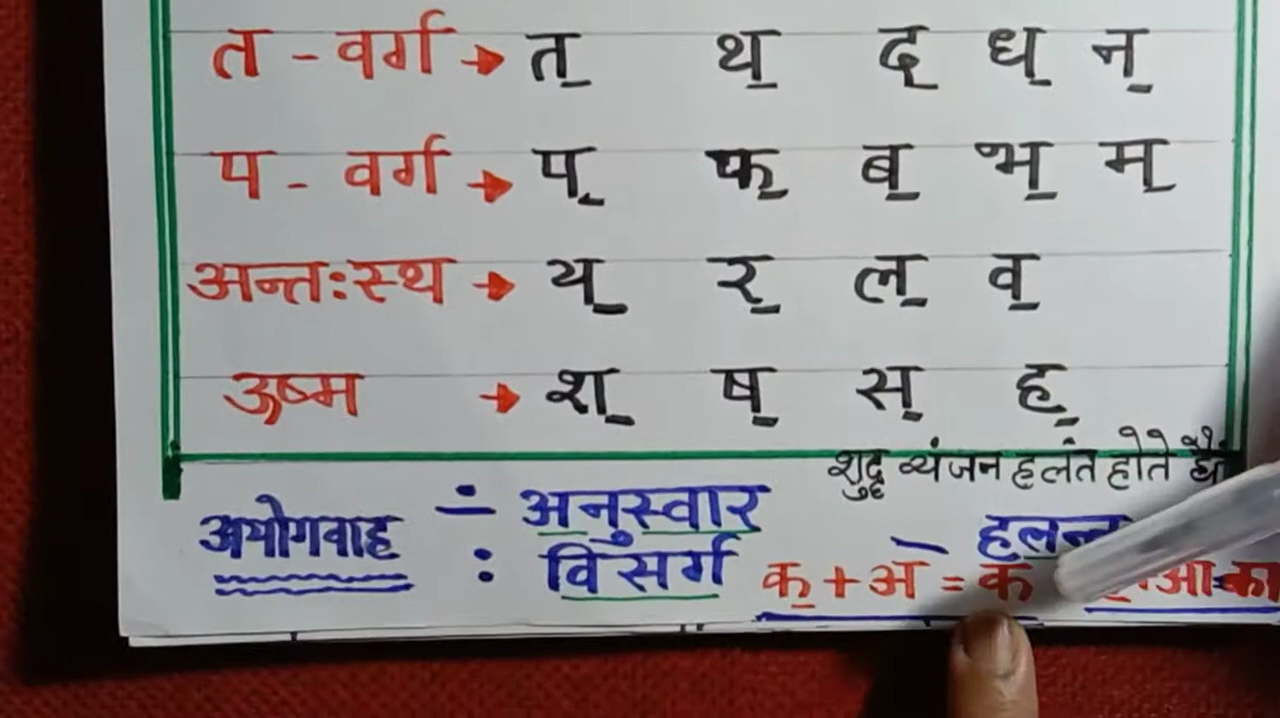 त - वर्ग → त् थ् द् ध् न्
प - वर्ग → प् फ् ब् भ् म्
अन्तःस्थ → य् र् ल् व्
ऊष्म → श् ष् स् ह्
शुद्ध व्यंजन हलंत होते हैं
अयोगवाह ∸ अनुस्वार
: विसर्ग
क् + अ = क
आ = का